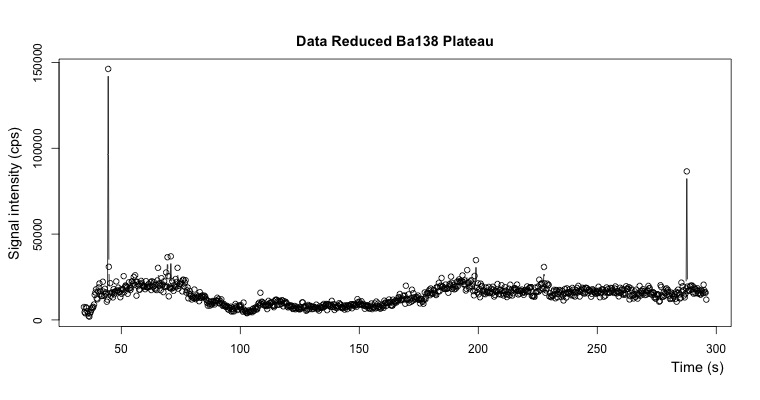 Data Reduced Ba138 Plateau
Signal intensity (cps)
150000
100000
50000
0
50 100 150 200 250 300
Time (s)